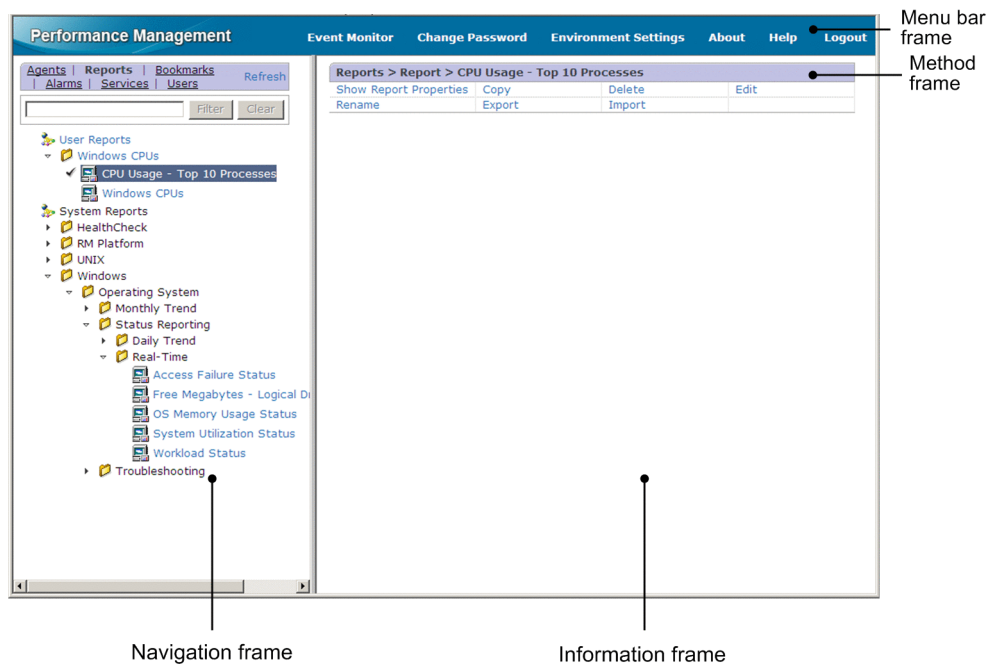 Performance Management
Event Monitor Change Password Environment Settings About Help Logout
Menu bar
frame
Method
frame
Agents | Reports | Bookmarks
| Alarms | Services | Users
Refresh
Filter Clear
Reports > Report > CPU Usage - Top 10 Processes
Show Report Properties Copy Delete Edit
Rename Export Import
User Reports
Windows CPUs
CPU Usage - Top 10 Processes
Windows CPUs
System Reports
HealthCheck
RM Platform
UNIX
Windows
Operating System
Monthly Trend
Status Reporting
Daily Trend
Real-Time
Access Failure Status
Free Megabytes - Logical
OS Memory Usage Status
System Utilization Status
Workload Status
Troubleshooting
Navigation frame
Information frame